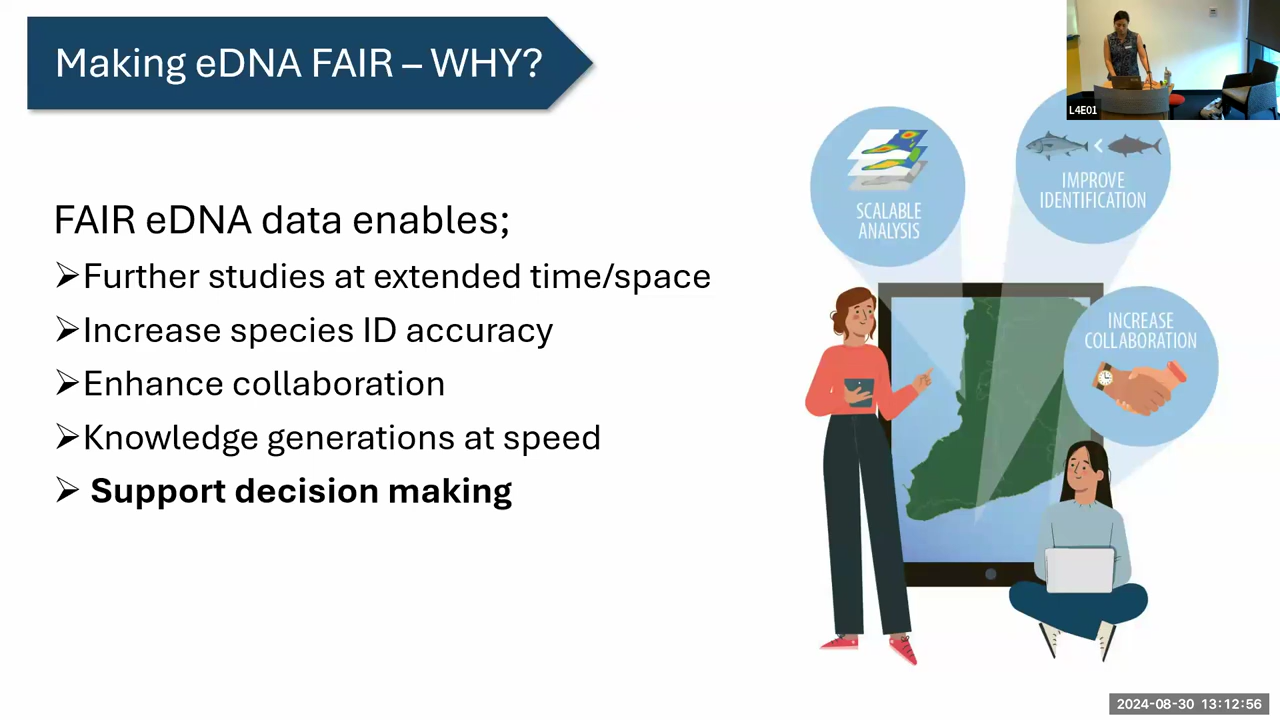 Making eDNA FAIR – WHY?
L4E01
FAIR eDNA data enables;
➢Further studies at extended time/space
➢Increase species ID accuracy
➢Enhance collaboration
➢Knowledge generations at speed
➢ Support decision making
SCALABLE
ANALYSIS
IMPROVE
IDENTIFICATION
INCREASE
COLLABORATION
2024-08-30 13:12:56